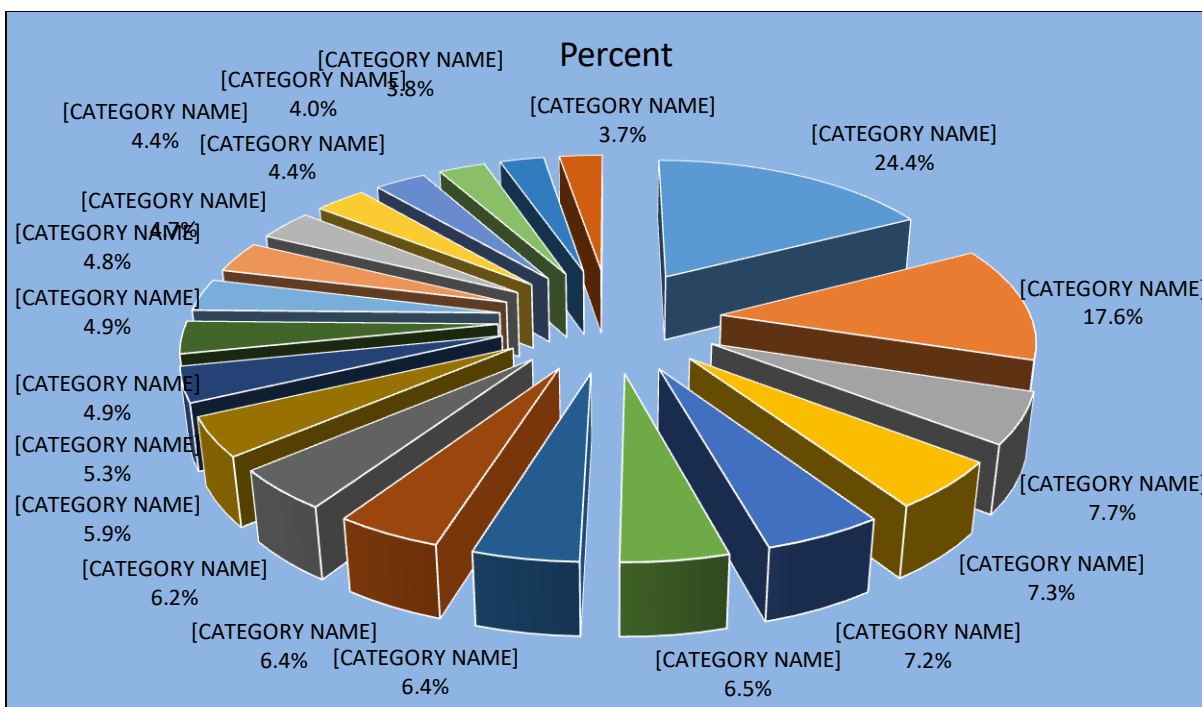 Percent
[CATEGORY NAME]
24.4%
[CATEGORY NAME]
17.6%
[CATEGORY NAME]
7.7%
[CATEGORY NAME]
7.3%
[CATEGORY NAME]
7.2%
[CATEGORY NAME]
6.5%
[CATEGORY NAME]
6.4%
[CATEGORY NAME]
6.4%
[CATEGORY NAME]
6.2%
[CATEGORY NAME]
5.9%
[CATEGORY NAME]
5.3%
[CATEGORY NAME]
4.9%
[CATEGORY NAME]
4.9%
[CATEGORY NAME]
4.8%
[CATEGORY NAME]
4.7%
[CATEGORY NAME]
4.4%
[CATEGORY NAME]
4.4%
[CATEGORY NAME]
4.0%
[CATEGORY NAME]
3.8%
[CATEGORY NAME]
3.7%